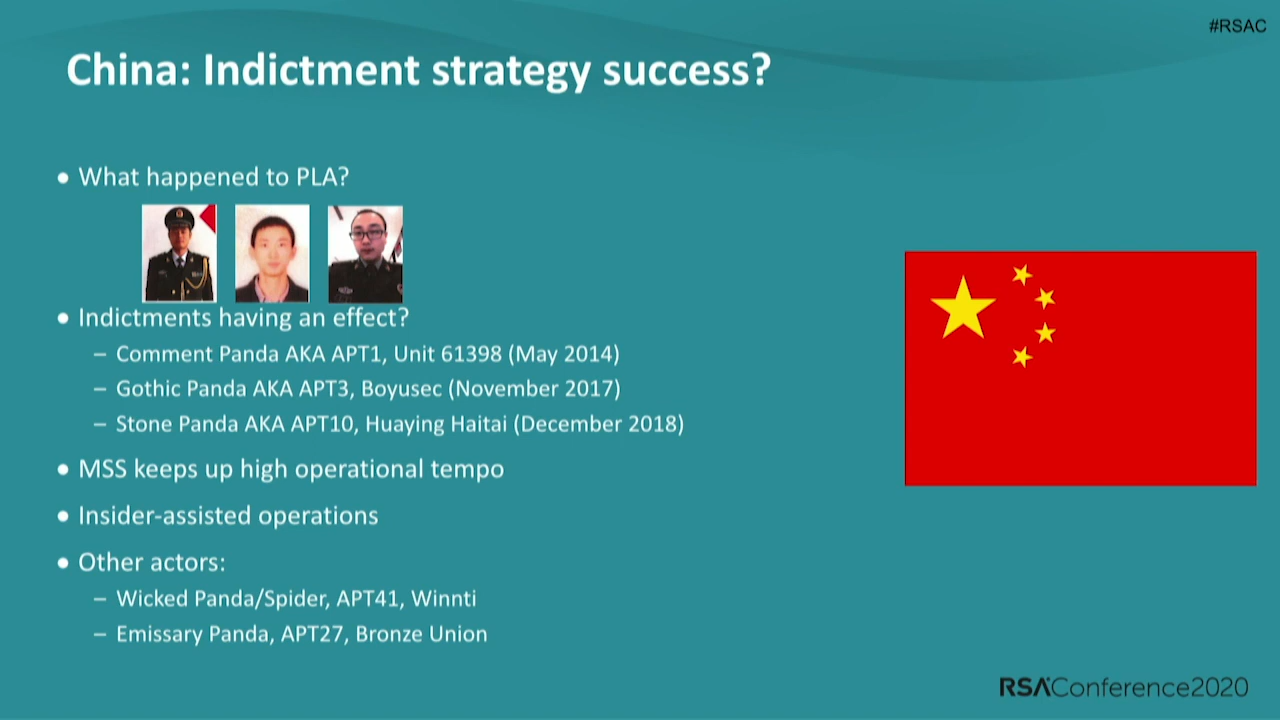 #RSAC
China: Indictment strategy success?
● What happened to PLA?
● Indictments having an effect?
– Comment Panda AKA APT1, Unit 61398 (May 2014)
– Gothic Panda AKA APT3, Boyusec (November 2017)
– Stone Panda AKA APT10, Huaying Haitai (December 2018)
● MSS keeps up high operational tempo
● Insider-assisted operations
● Other actors:
– Wicked Panda/Spider, APT41, Winnti
– Emissary Panda, APT27, Bronze Union
RSAConference2020